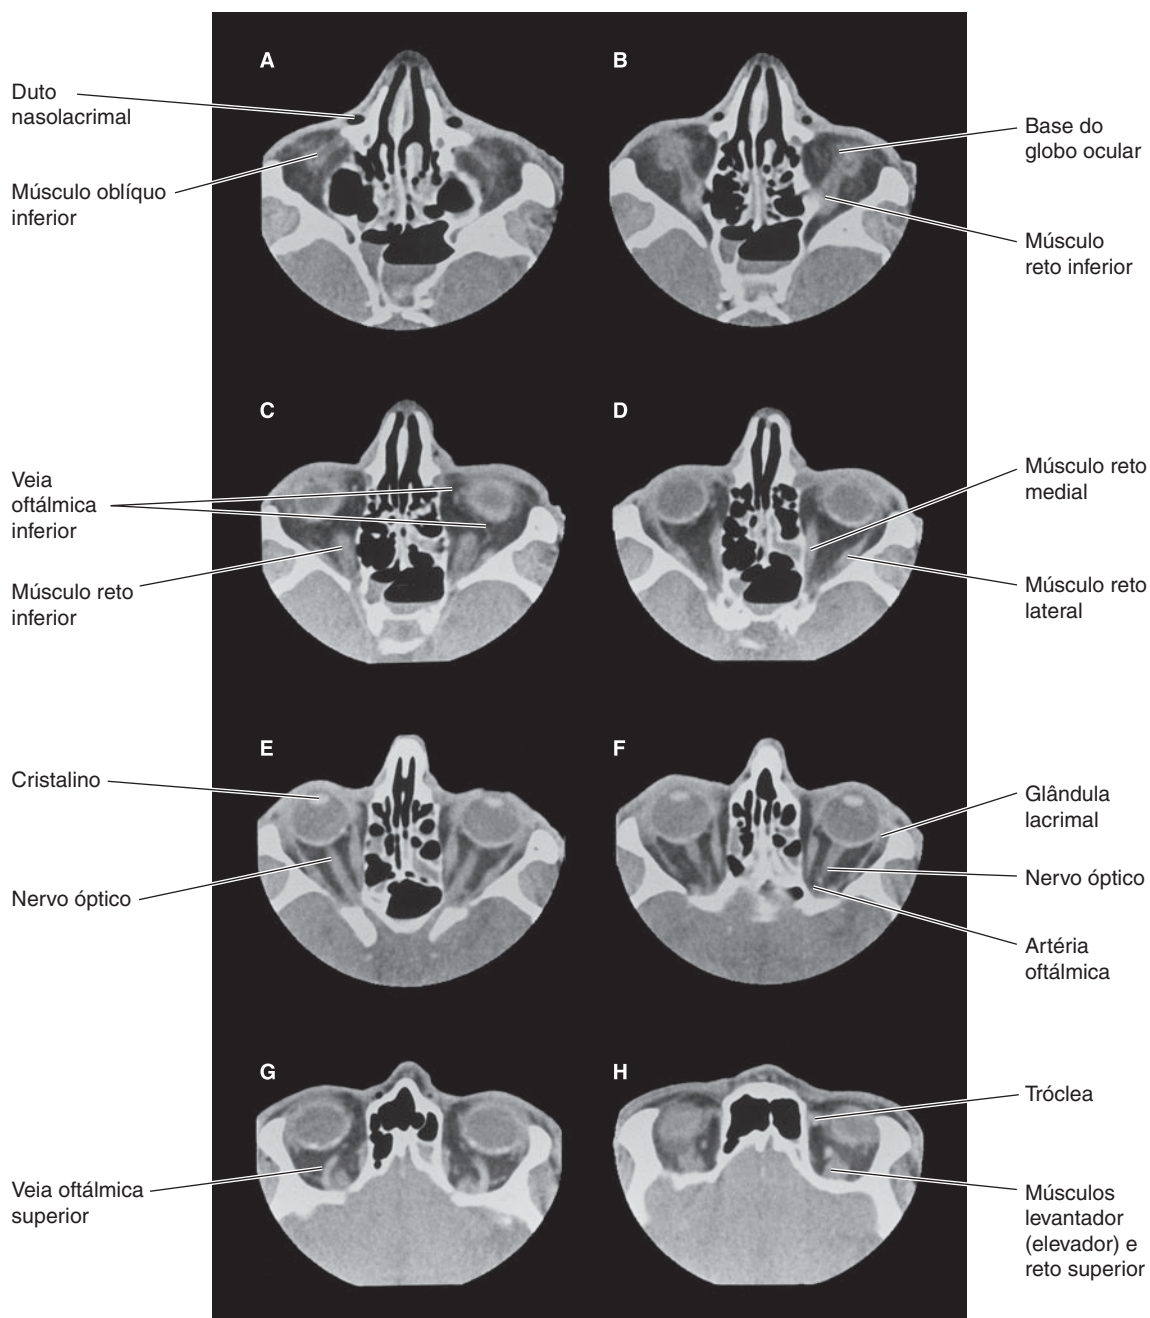 A
B
Duto
nasolacrimal
Músculo oblíquo
inferior
Base do
globo ocular
Músculo
reto inferior
C
D
Veia
oftálmica
inferior
Músculo reto
inferior
Músculo reto
medial
Músculo reto
lateral
E
F
Cristalino
Nervo óptico
Glândula
lacrimal
Nervo óptico
Artéria
oftálmica
G
H
Veia oftálmica
superior
Tróclea
Músculos
levantador
(elevador) e
reto superior